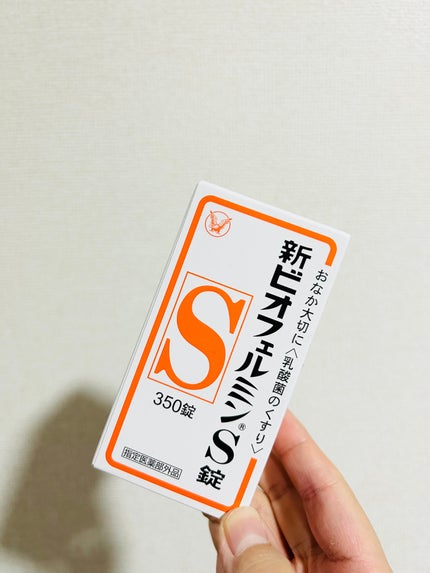 おなか大切に〈乳酸菌のくすり〉
新ビオフェルミン®S錠
S
350錠
指定医薬部外品